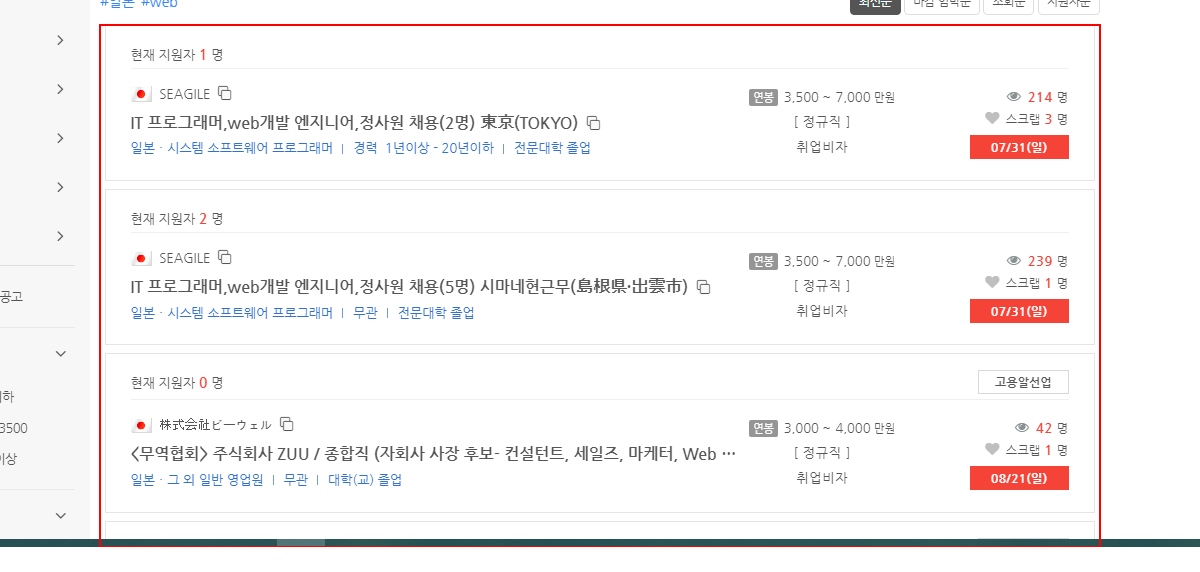 #일본 #web
최신순 마감 임박순 조회순 지원자순
현재 지원자 1 명
SEAGILE
IT 프로그래머,web개발 엔지니어,정사원 채용(2명) 東京(TOKYO)
일본 · 시스템 소프트웨어 프로그래머 | 경력 1년이상 - 20년이하 | 전문대학 졸업
연봉 3,500 ~ 7,000 만원
[ 정규직 ]
취업비자
214 명
스크랩 3 명
07/31(일)
현재 지원자 2 명
SEAGILE
IT 프로그래머,web개발 엔지니어,정사원 채용(5명) 시마네현근무(島根県·出雲市)
일본 · 시스템 소프트웨어 프로그래머 | 무관 | 전문대학 졸업
연봉 3,500 ~ 7,000 만원
[ 정규직 ]
취업비자
239 명
스크랩 1 명
07/31(일)
공고
현재 지원자 0 명
고용알선업
株式会社ビーウェル
<무역협회> 주식회사 ZUU / 종합직 (자회사 사장 후보- 컨설턴트, 세일즈, 마케터, Web ⋯
일본 · 그 외 일반 영업원 | 무관 | 대학(교) 졸업
연봉 3,000 ~ 4,000 만원
[ 정규직 ]
취업비자
42 명
스크랩 1 명
08/21(일)
하
3500
이상